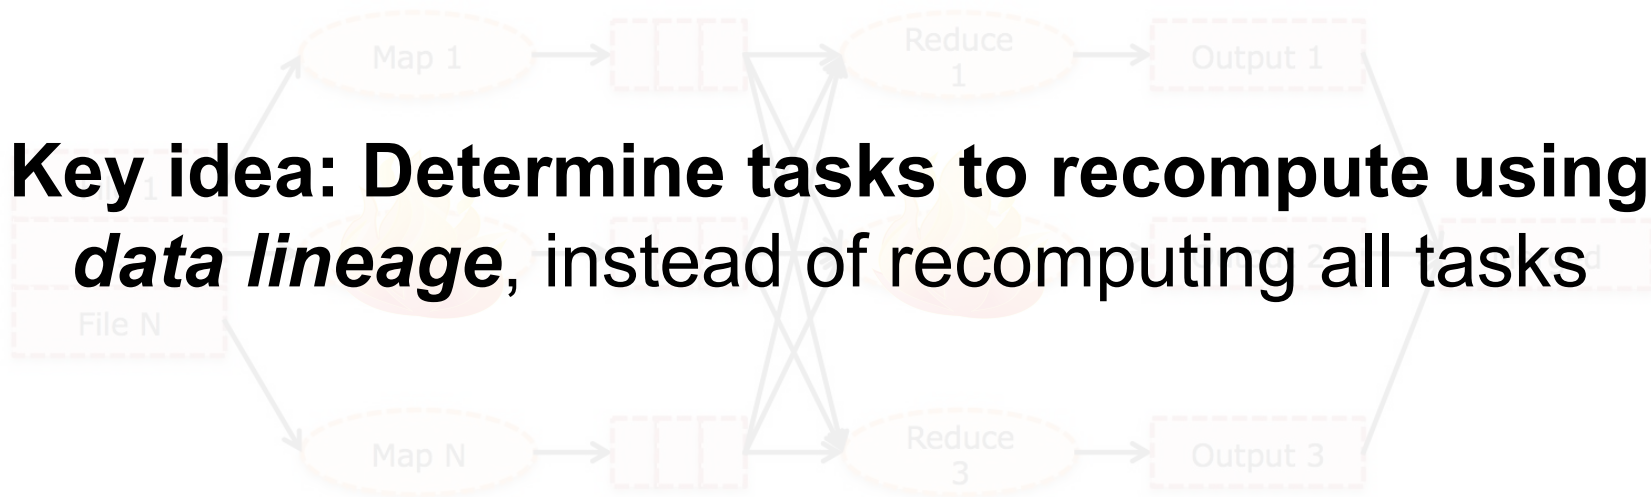 Map 1
Reduce
1
Output 1
Key idea: Determine tasks to recompute using
data lineage, instead of recomputing all tasks
File N
Map N
Reduce
3
Output 3